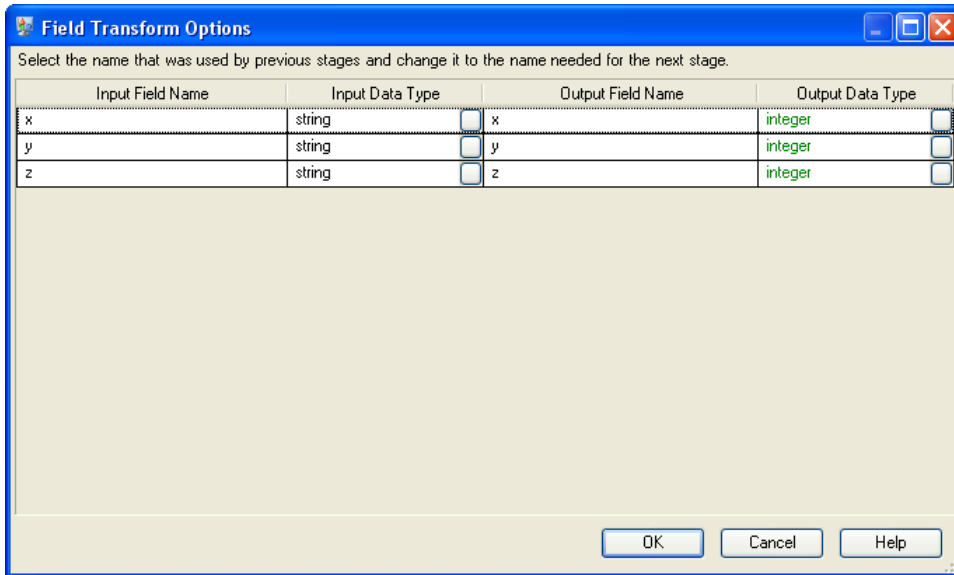 Field Transform Options
Select the name that was used by previous stages and change it to the name needed for the next stage.
Input Field Name Input Data Type Output Field Name Output Data Type
x string x integer
y string y integer
z string z integer
OK Cancel Help